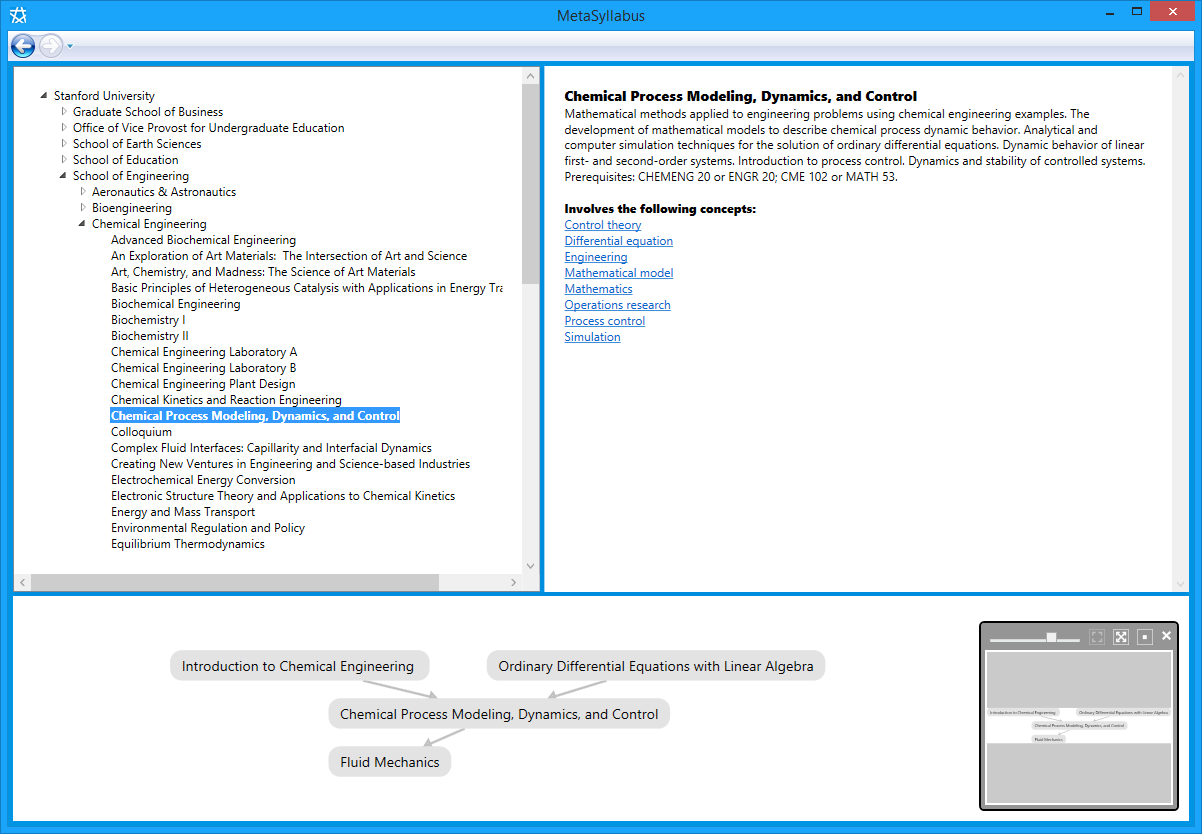 MetaSyllabus
Stanford University
Graduate School of Business
Office of Vice Provost for Undergraduate Education
School of Earth Sciences
School of Education
School of Engineering
Aeronautics & Astronautics
Bioengineering
Chemical Engineering
Advanced Biochemical Engineering
An Exploration of Art Materials:  The Intersection of Art and Science
Art, Chemistry, and Madness: The Science of Art Materials
Basic Principles of Heterogeneous Catalysis with Applications in Energy Tra
Biochemical Engineering
Biochemistry I
Biochemistry II
Chemical Engineering Laboratory A
Chemical Engineering Laboratory B
Chemical Engineering Plant Design
Chemical Kinetics and Reaction Engineering
Chemical Process Modeling, Dynamics, and Control
Colloquium
Complex Fluid Interfaces: Capillarity and Interfacial Dynamics
Creating New Ventures in Engineering and Science-based Industries
Electrochemical Energy Conversion
Electronic Structure Theory and Applications to Chemical Kinetics
Energy and Mass Transport
Environmental Regulation and Policy
Equilibrium Thermodynamics
Chemical Process Modeling, Dynamics, and Control
Mathematical methods applied to engineering problems using chemical engineering examples. The
development of mathematical models to describe chemical process dynamic behavior. Analytical and
computer simulation techniques for the solution of ordinary differential equations. Dynamic behavior of linear
first- and second-order systems. Introduction to process control. Dynamics and stability of controlled systems.
Prerequisites: CHEMENG 20 or ENGR 20; CME 102 or MATH 53.
Involves the following concepts:
Control theory
Differential equation
Engineering
Mathematical model
Mathematics
Operations research
Process control
Simulation
Introduction to Chemical Engineering
Ordinary Differential Equations with Linear Algebra
Chemical Process Modeling, Dynamics, and Control
Fluid Mechanics
Introduction to Chemical Engineering
Ordinary Differential Equations with Linear Algebra
Chemical Process Modeling, Dynamics, and Control
Fluid Mechanics